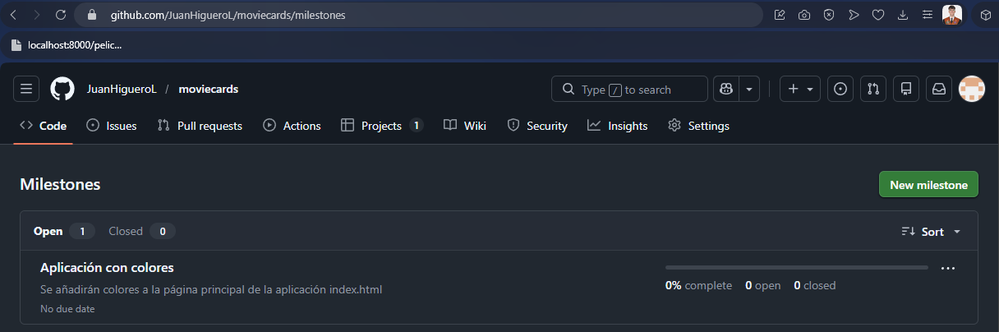 github.com/JuanHigueroL/moviecards/milestones
localhost:8000/pelic...
JuanHigueroL / moviecards
Type / to search
Code Issues Pull requests Actions Projects 1 Wiki Security Insights Settings
Milestones
New milestone
Open 1 Closed 0
Sort
Aplicación con colores
Se añadirán colores a la página principal de la aplicación index.html
0% complete 0 open 0 closed
No due date